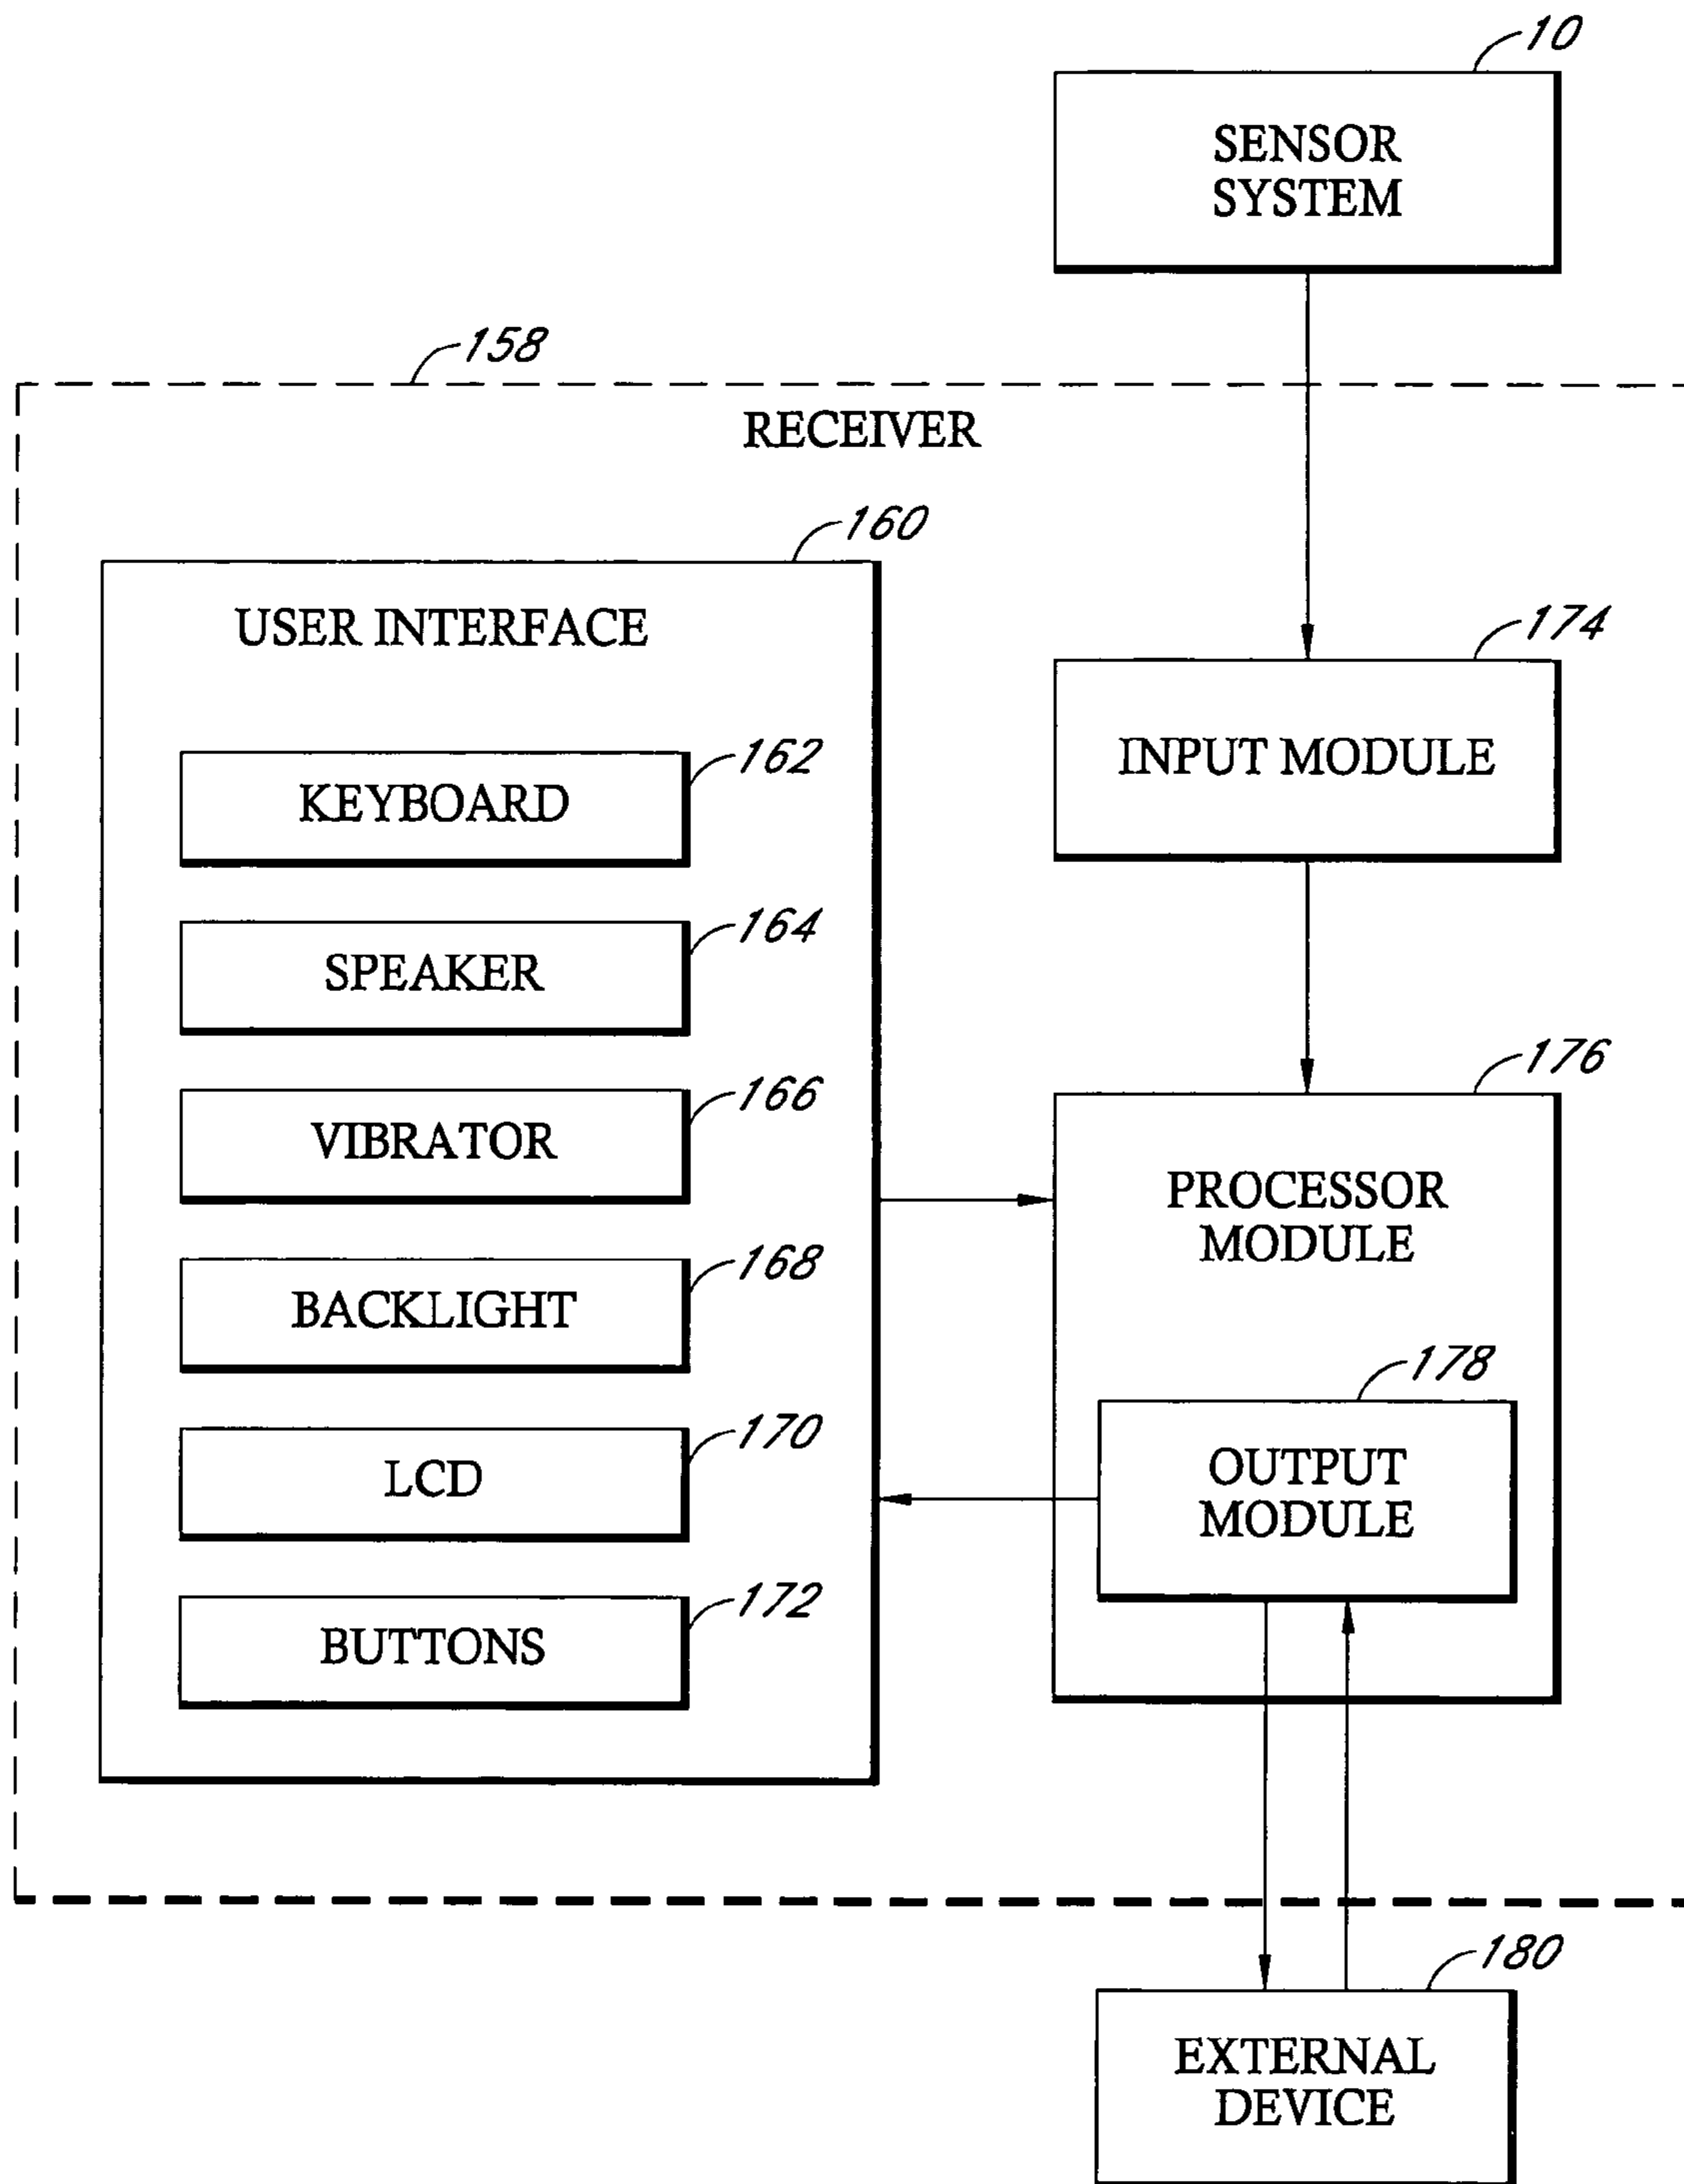 10
SENSOR
SYSTEM
158
RECEIVER
160
USER INTERFACE
174
INPUT MODULE
162
KEYBOARD
164
SPEAKER
166
VIBRATOR
168
BACKLIGHT
170
LCD
172
BUTTONS
176
PROCESSOR
MODULE
178
OUTPUT
MODULE
180
EXTERNAL
DEVICE